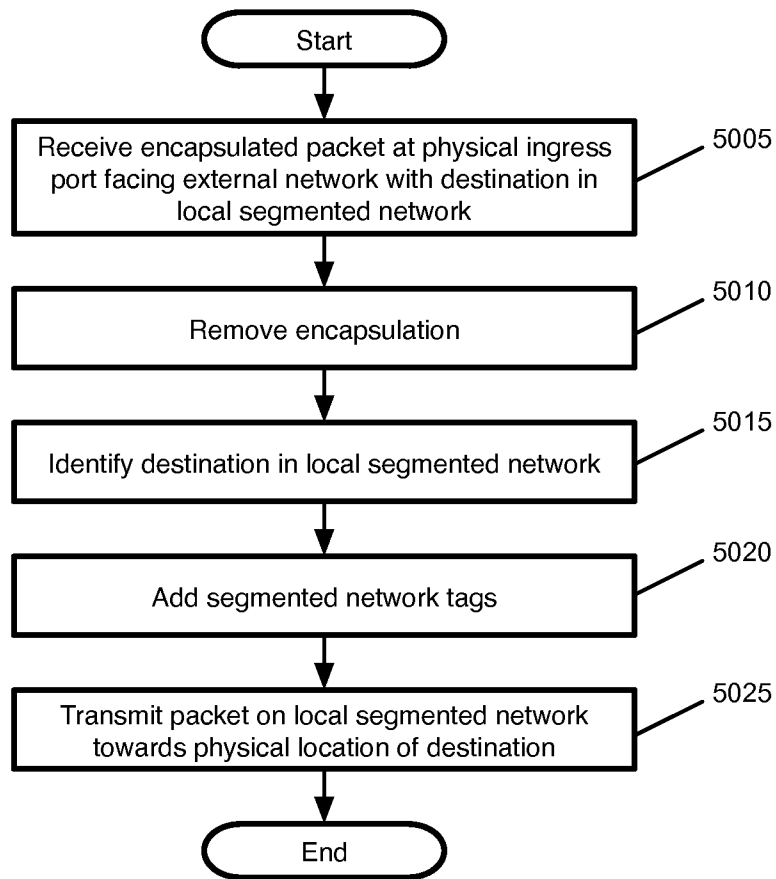 Start
Receive encapsulated packet at physical ingress
port facing external network with destination in
local segmented network
5005
Remove encapsulation
5010
Identify destination in local segmented network
5015
Add segmented network tags
5020
Transmit packet on local segmented network
towards physical location of destination
5025
End